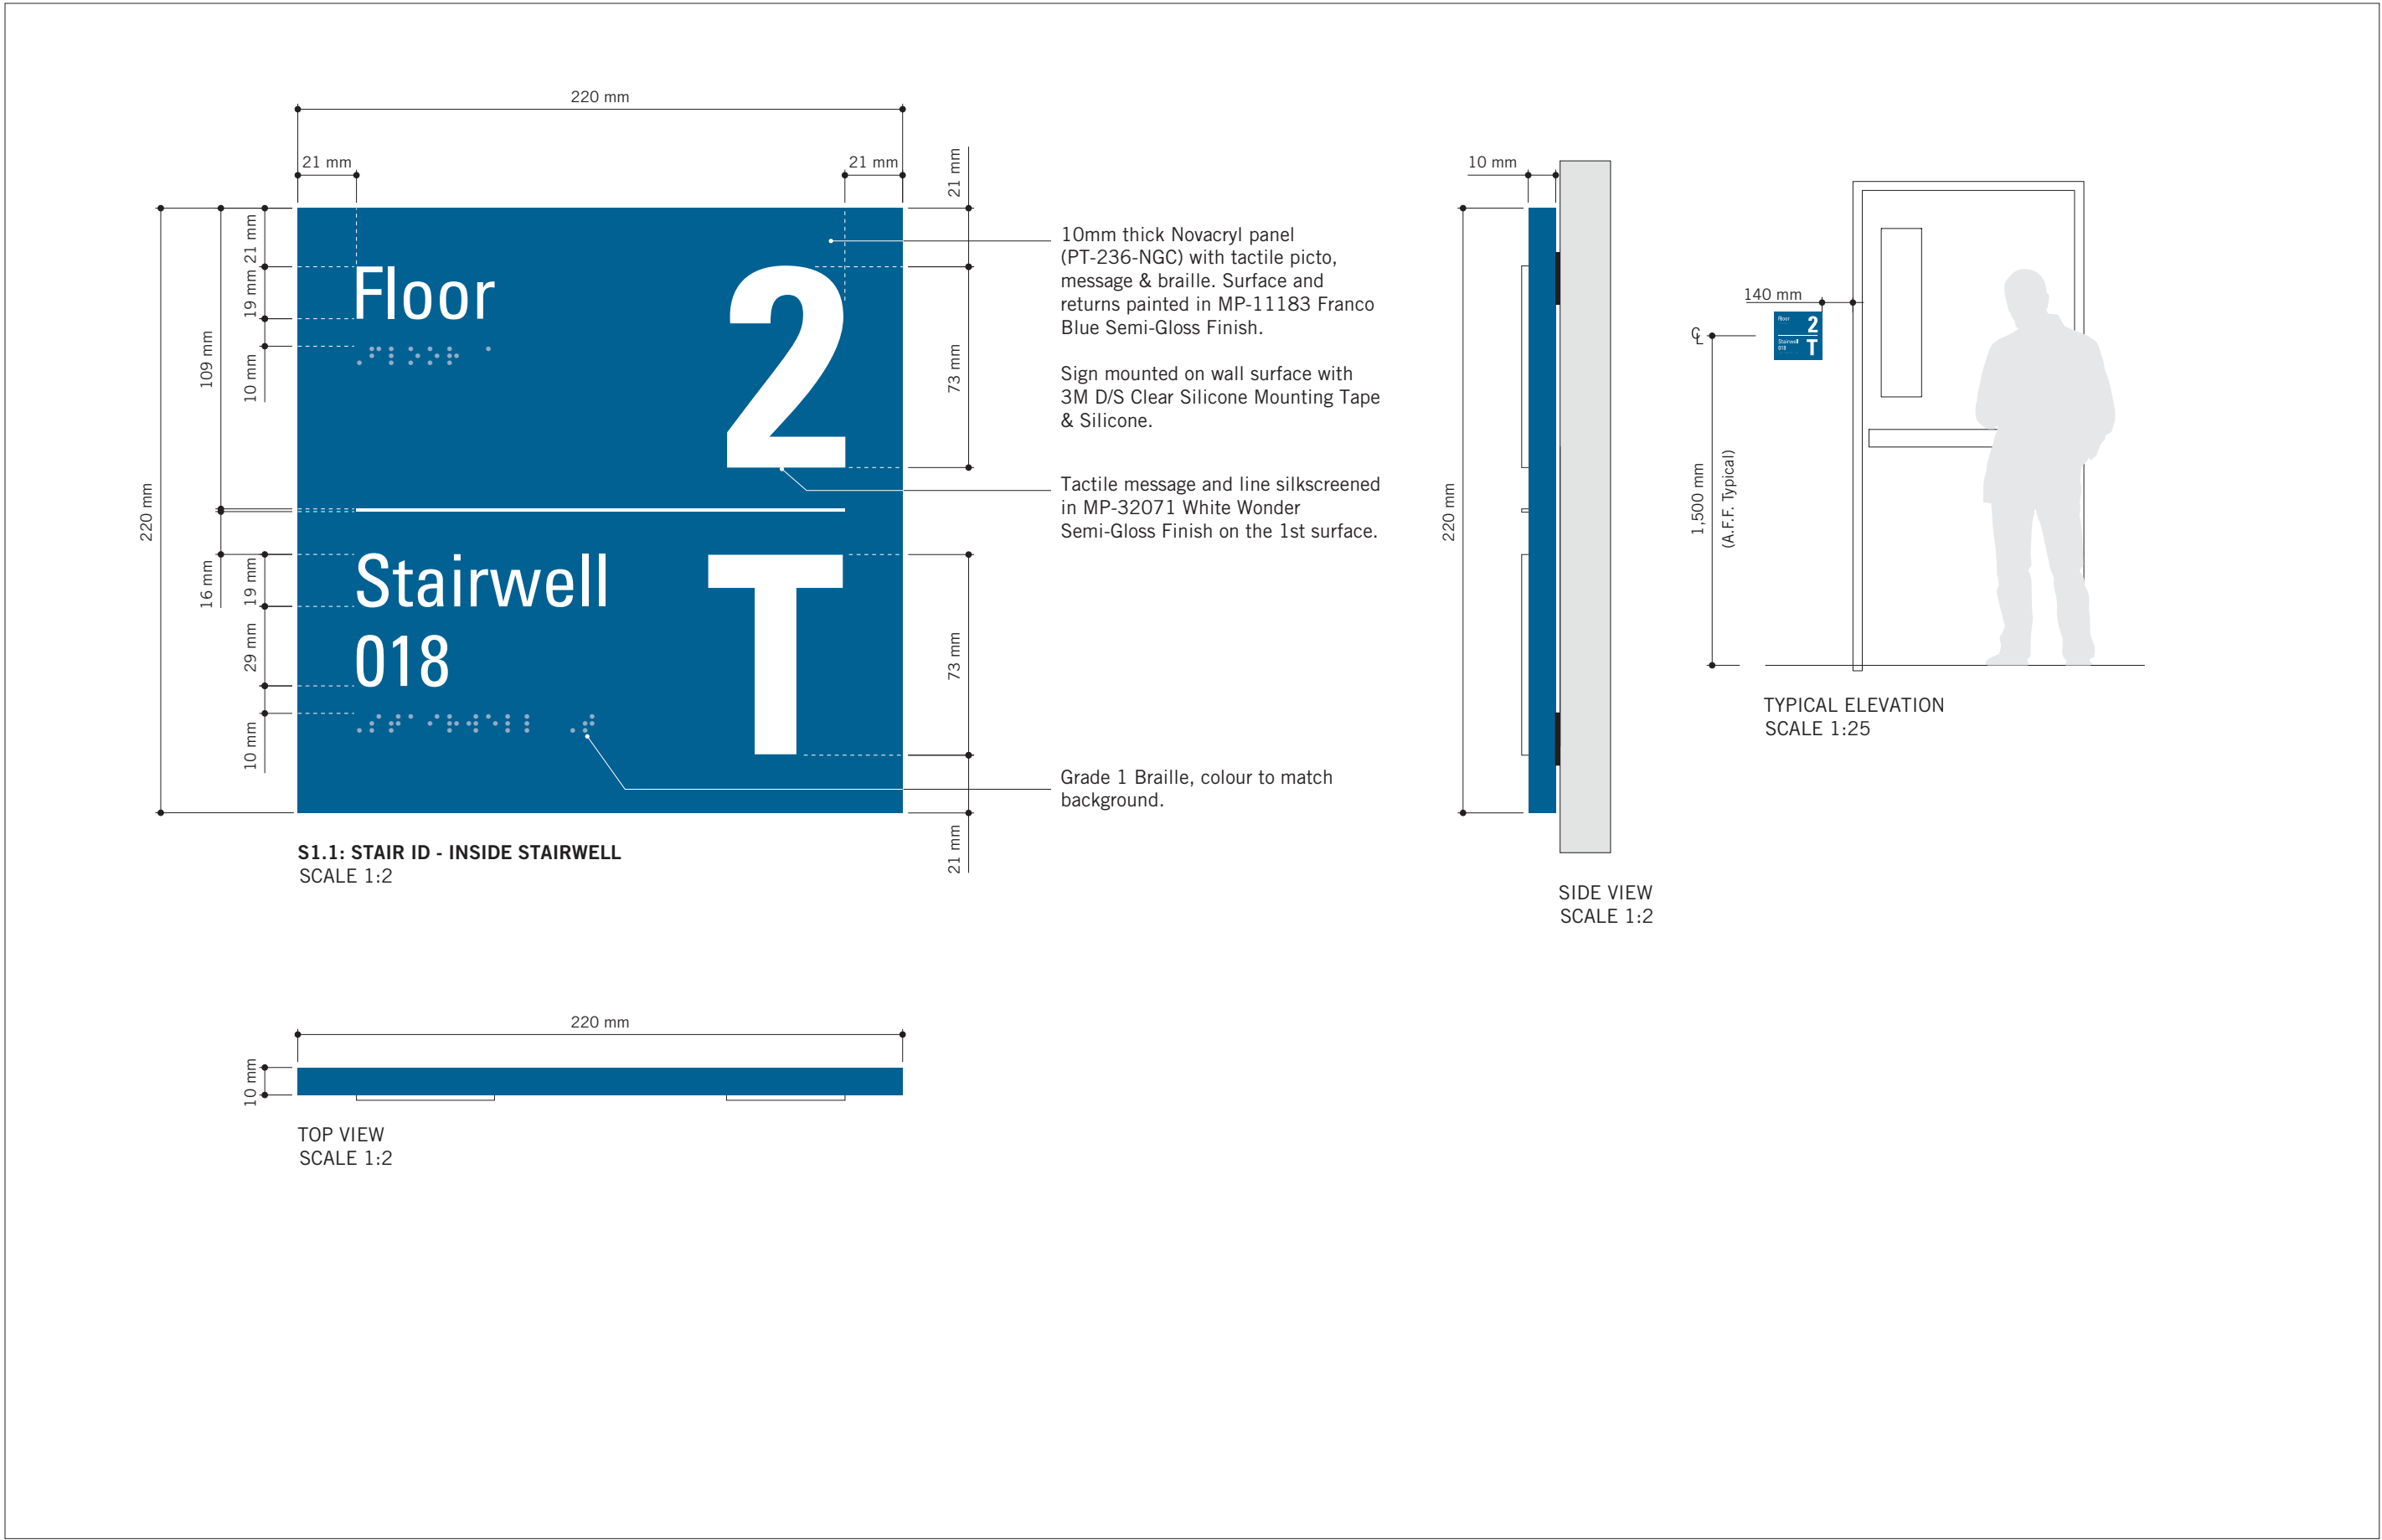 220 mm
21 mm
21 mm
21 mm
21 mm
19 mm
10 mm
109 mm
220 mm
16 mm
19 mm
29 mm
10 mm
Floor
2
Stairwell
018
T
73 mm
73 mm
21 mm
10mm thick Novacryl panel
(PT-236-NGC) with tactile picto,
message & braille. Surface and
returns painted in MP-11183 Franco
Blue Semi-Gloss Finish.
Sign mounted on wall surface with
3M D/S Clear Silicone Mounting Tape
& Silicone.
Tactile message and line silkscreened
in MP-32071 White Wonder
Semi-Gloss Finish on the 1st surface.
Grade 1 Braille, colour to match
background.
S1.1: STAIR ID - INSIDE STAIRWELL
SCALE 1:2
10 mm
220 mm
SIDE VIEW
SCALE 1:2
140 mm
Floor
2
Stairwell
018
T
℄
1,500 mm
(A.F.F. Typical)
TYPICAL ELEVATION
SCALE 1:25
220 mm
10 mm
TOP VIEW
SCALE 1:2